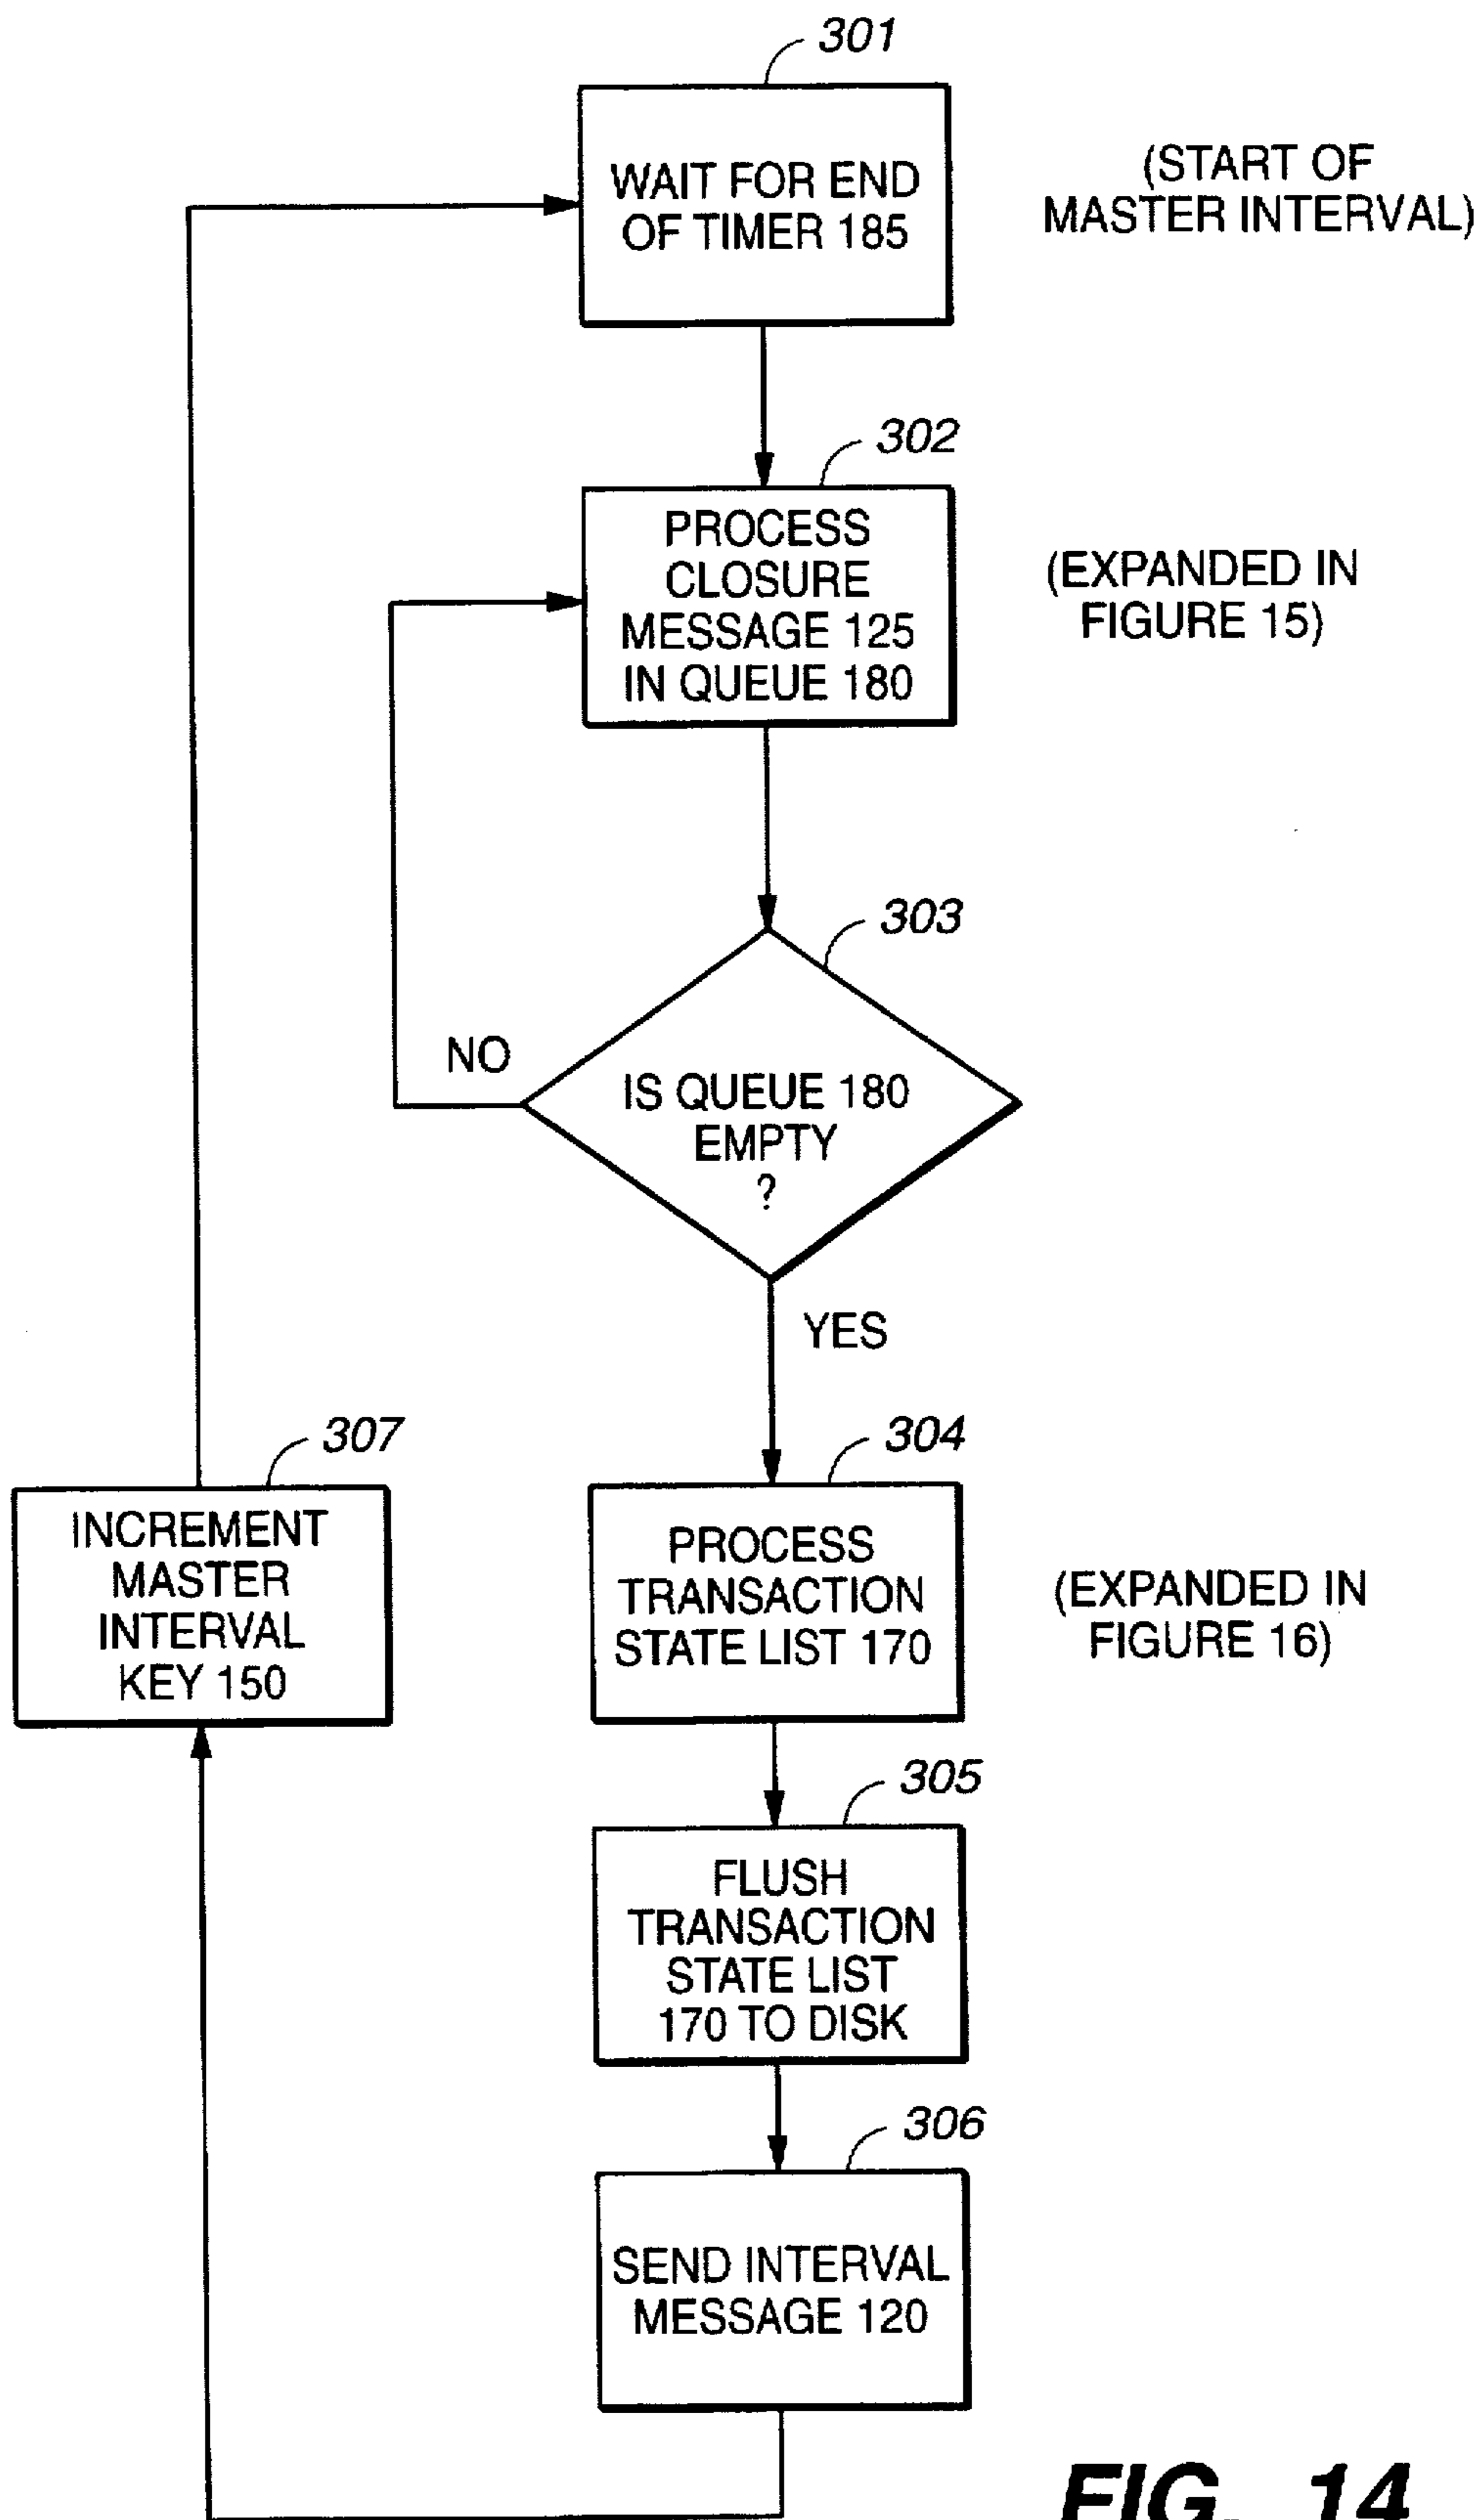 301
WAIT FOR END
OF TIMER 185
(START OF
MASTER INTERVAL)
302
PROCESS
CLOSURE
MESSAGE 125
IN QUEUE 180
(EXPANDED IN
FIGURE 15)
303
NO
IS QUEUE 180
EMPTY
?
YES
307
INCREMENT
MASTER
INTERVAL
KEY 150
304
PROCESS
TRANSACTION
STATE LIST 170
(EXPANDED IN
FIGURE 16)
305
FLUSH
TRANSACTION
STATE LIST
170 TO DISK
306
SEND INTERVAL
MESSAGE 120
FIG. 14